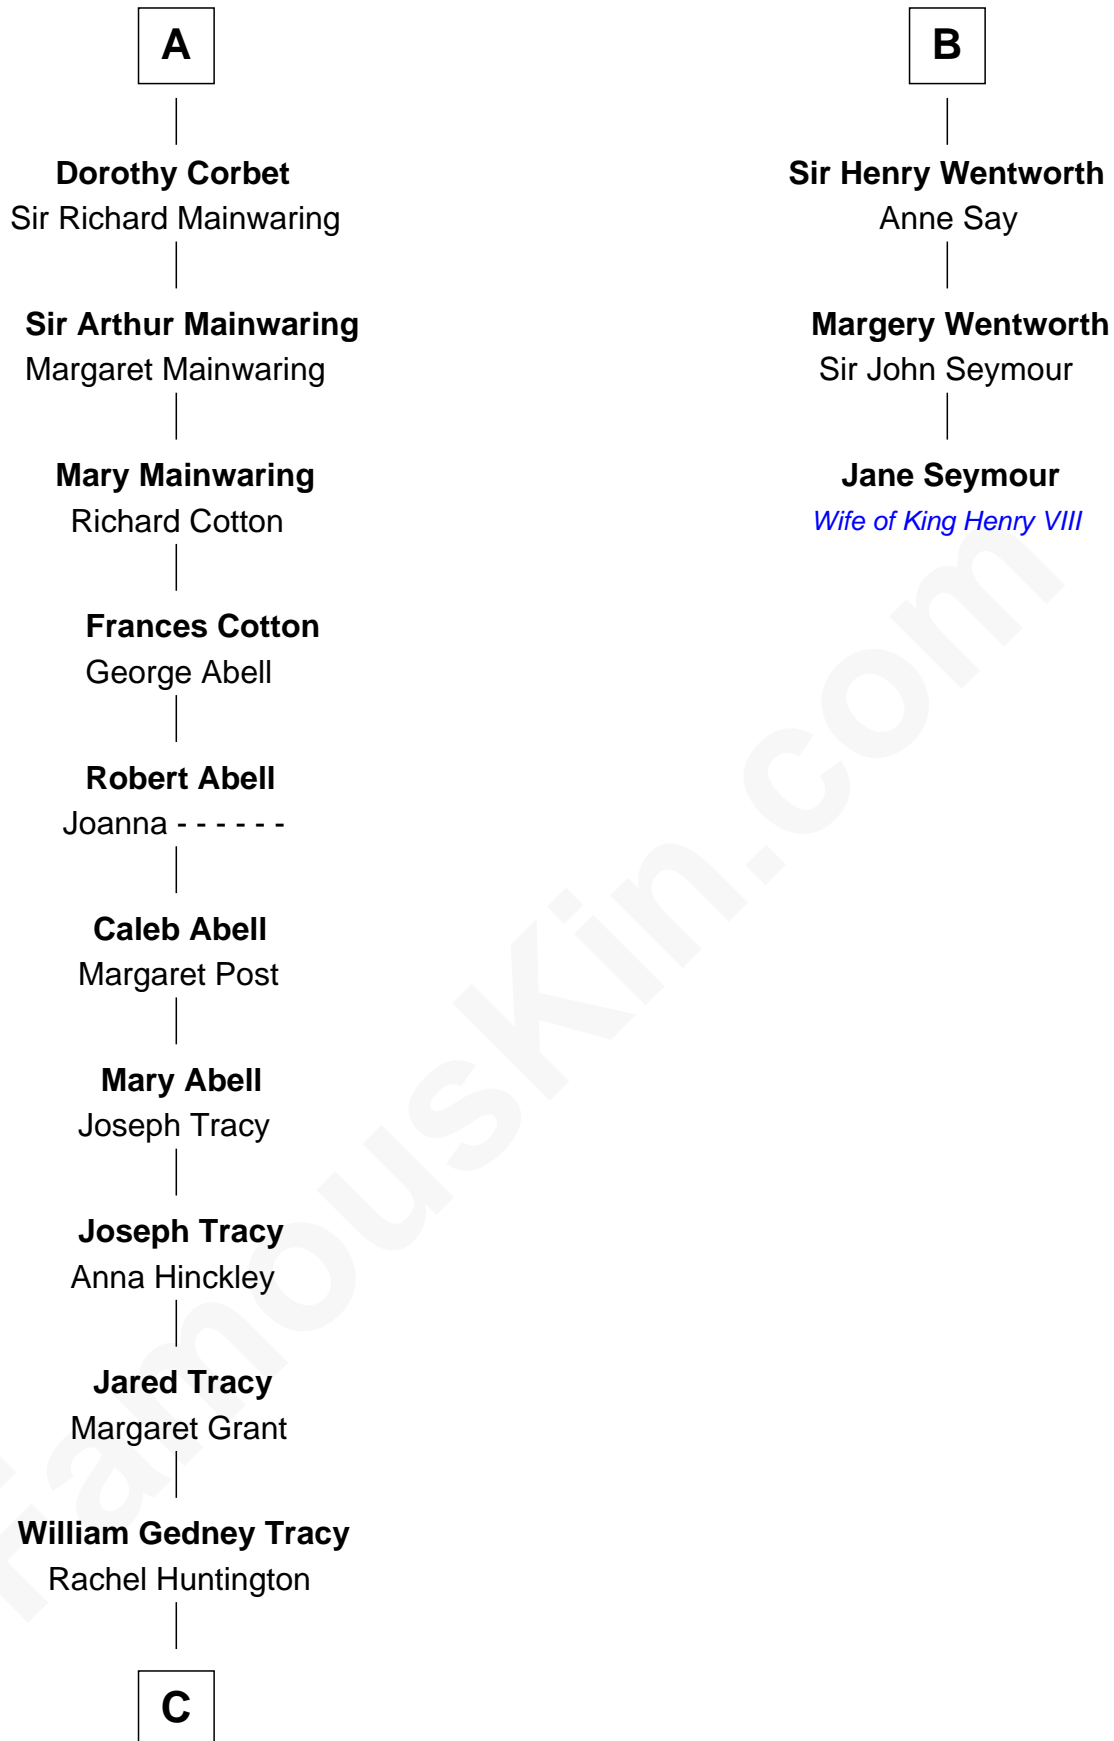 A
Dorothy Corbet
Sir Richard Mainwaring
Sir Arthur Mainwaring
Margaret Mainwaring
Mary Mainwaring
Richard Cotton
Frances Cotton
George Abell
Robert Abell
Joanna - - - - - -
Caleb Abell
Margaret Post
Mary Abell
Joseph Tracy
Joseph Tracy
Anna Hinckley
Jared Tracy
Margaret Grant
William Gedney Tracy
Rachel Huntington
C
B
Sir Henry Wentworth
Anne Say
Margery Wentworth
Sir John Seymour
Jane Seymour
Wife of King Henry VIII
FamousKin.com